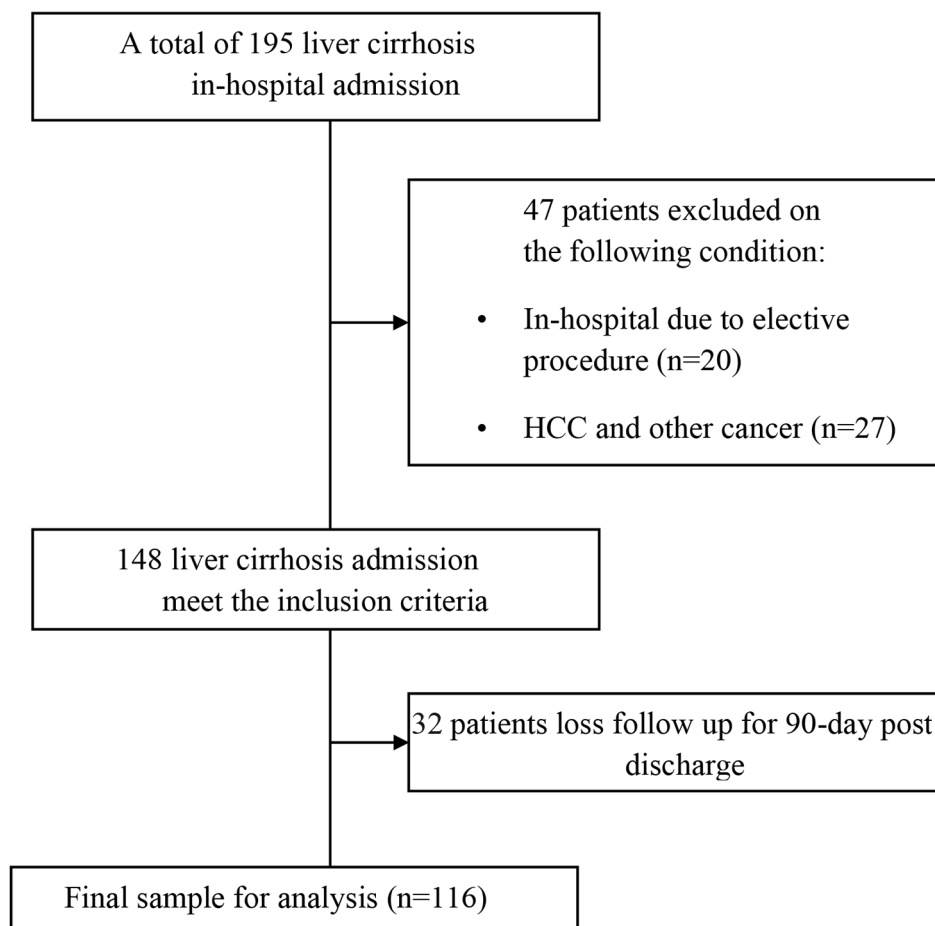 A total of 195 liver cirrhosis
in-hospital admission
47 patients excluded on
the following condition:
• In-hospital due to elective
procedure (n=20)
• HCC and other cancer (n=27)
148 liver cirrhosis admission
meet the inclusion criteria
32 patients loss follow up for 90-day post
discharge
Final sample for analysis (n=116)